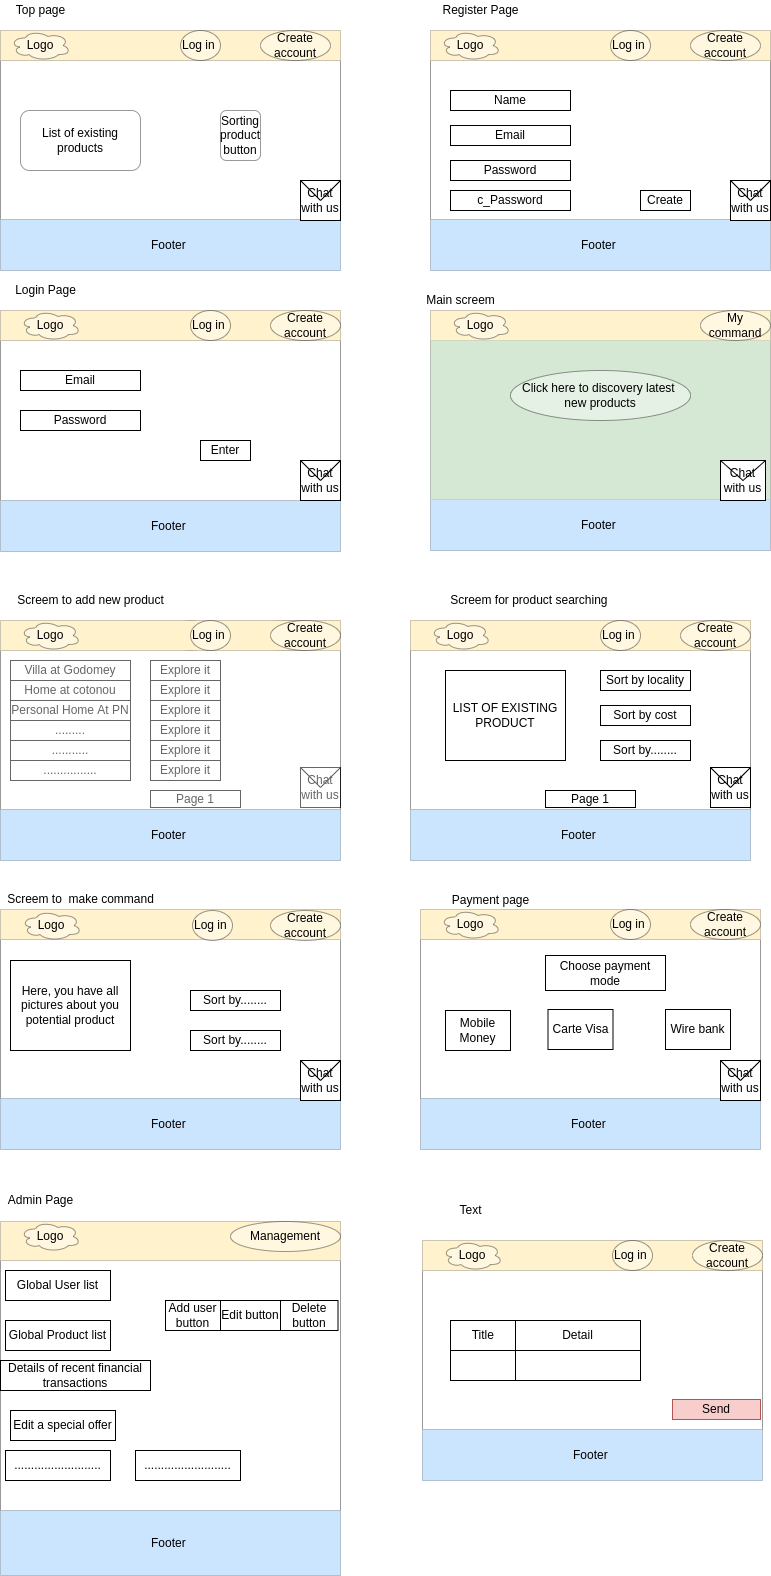 Top page
Logo
Log in
Create
account
List of existing
products
Sorting
product
button
Chat
with us
Footer
Register Page
Logo
Log in
Create
account
Name
Email
Password
c_Password
Create
Chat
with us
Footer
Login Page
Logo
Log in
Create
account
Email
Password
Enter
Chat
with us
Footer
Main screem
Logo
My
command
Click here to discovery latest
new products
Chat
with us
Footer
Screem to add new product
Logo
Log in
Create
account
Villa at Godomey
Explore it
Home at cotonou
Explore it
Personal Home At PN
Explore it
.........
Explore it
...........
Explore it
................
Explore it
Page 1
Chat
with us
Footer
Screem for product searching
Logo
Log in
Create
account
LIST OF EXISTING
PRODUCT
Sort by locality
Sort by cost
Sort by........
Page 1
Chat
with us
Footer
Screem to  make command
Logo
Log in
Create
account
Here, you have all
pictures about you
potential product
Sort by........
Sort by........
Chat
with us
Footer
Payment page
Logo
Log in
Create
account
Choose payment
mode
Mobile
Money
Carte Visa
Wire bank
Chat
with us
Footer
Admin Page
Logo
Management
Global User list
Add user
button
Edit button
Delete
button
Global Product list
Details of recent financial
transactions
Edit a special offer
..........................
..........................
Footer
Text
Logo
Log in
Create
account
Title
Detail
Send
Footer